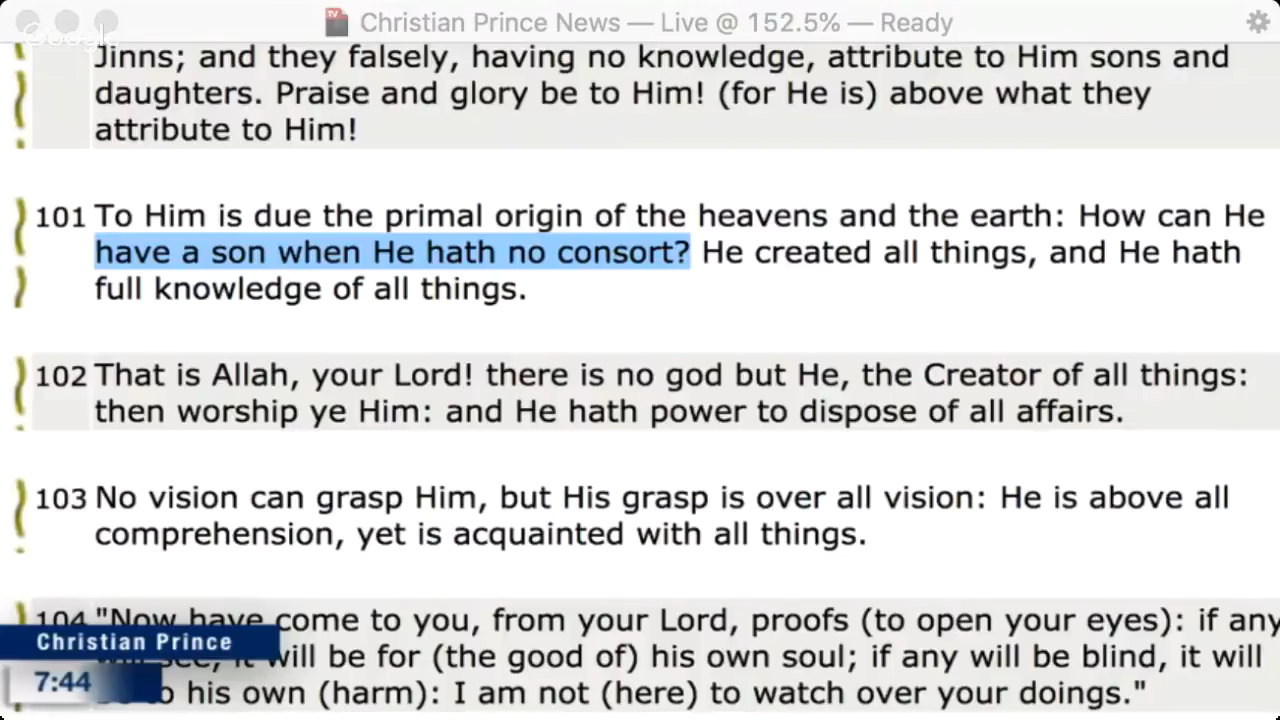 Christian Prince News — Live @ 152.5% — Ready
Google
Jinns; and they falsely, having no knowledge, attribute to Him sons and
daughters. Praise and glory be to Him! (for He is) above what they
attribute to Him!
101 To Him is due the primal origin of the heavens and the earth: How can He
have a son when He hath no consort? He created all things, and He hath
full knowledge of all things.
102 That is Allah, your Lord! there is no god but He, the Creator of all things:
then worship ye Him: and He hath power to dispose of all affairs.
103 No vision can grasp Him, but His grasp is over all vision: He is above all
comprehension, yet is acquainted with all things.
104 "Now have come to you, from your Lord, proofs (to open your eyes): if any
will be for (the good of) his own soul; if any will be blind, it will
his own (harm): I am not (here) to watch over your doings."
Christian Prince
7:44